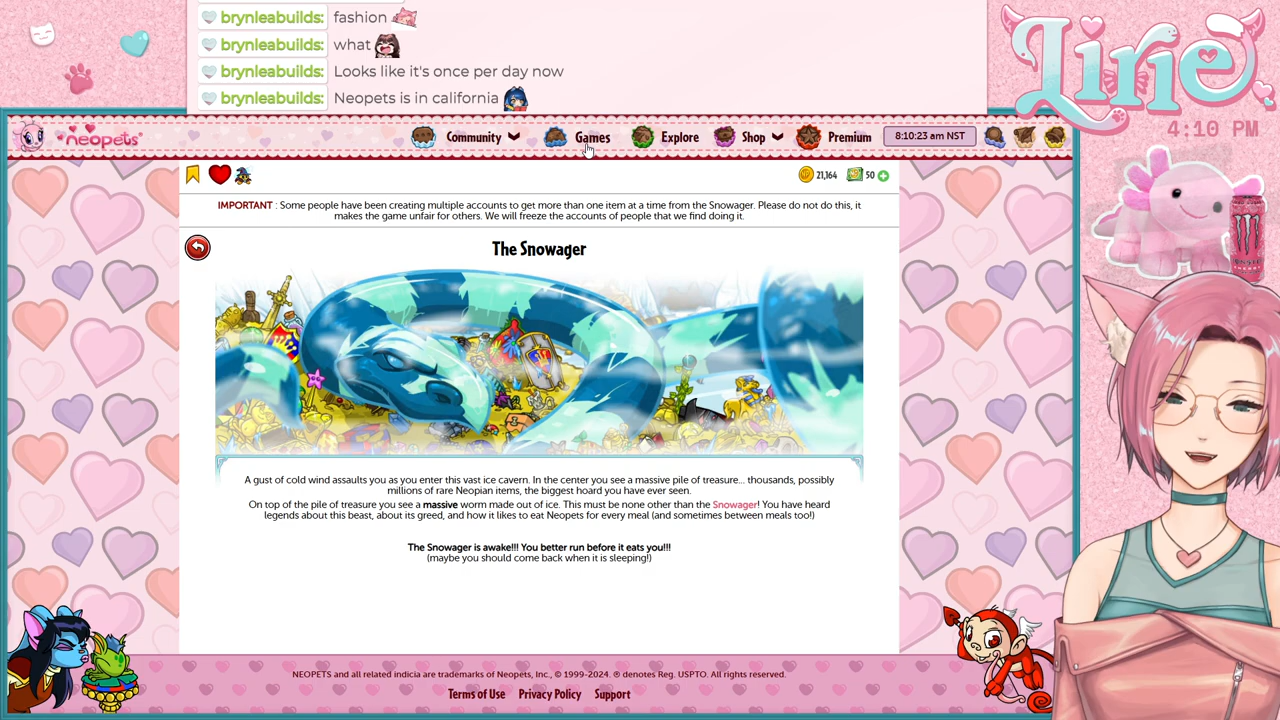 brynleabuilds: fashion
brynleabuilds: what
brynleabuilds: Looks like it's once per day now
brynleabuilds: Neopets is in california
Lirie
4:10 PM
neopets
Community
Games
Explore
Shop
Premium
8:10:23 am NST
21,164
50
IMPORTANT : Some people have been creating multiple accounts to get more than one item at a time from the Snowager. Please do not do this, it
makes the game unfair for others. We will freeze the accounts of people that we find doing it.
The Snowager
A gust of cold wind assaults you as you enter this vast ice cavern. In the center you see a massive pile of treasure... thousands, possibly
millions of rare Neopian items, the biggest hoard you have ever seen.
On top of the pile of treasure you see a massive worm made out of ice. This must be none other than the Snowager! You have heard
legends about this beast, about its greed, and how it likes to eat Neopets for every meal (and sometimes between meals too!)
The Snowager is awake!!! You better run before it eats you!!!
(maybe you should come back when it is sleeping!)
NEOPETS and all related indicia are trademarks of Neopets, Inc., © 1999-2024. ® denotes Reg. USPTO. All rights reserved.
Terms of Use
Privacy Policy
Support